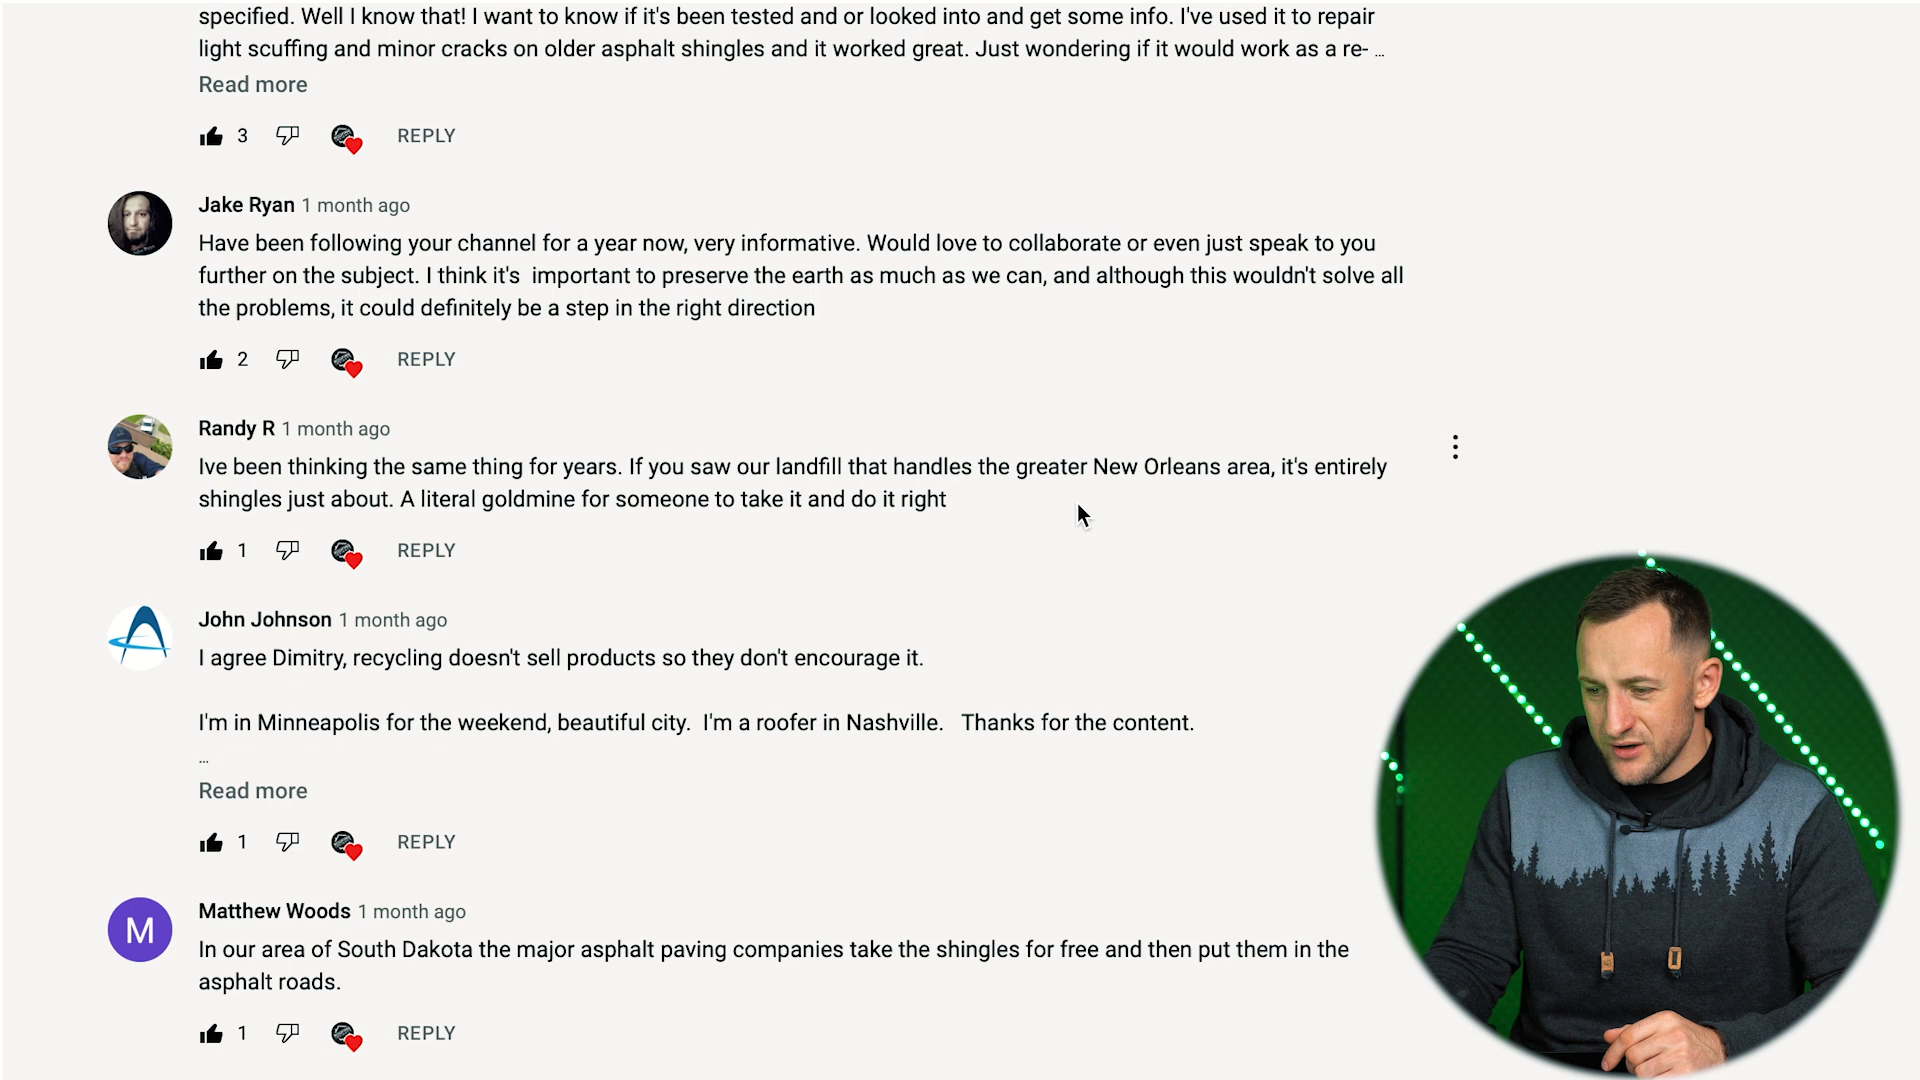 specified. Well I know that! I want to know if it's been tested and or looked into and get some info. I've used it to repair
light scuffing and minor cracks on older asphalt shingles and it worked great. Just wondering if it would work as a re- ...
Read more
3 REPLY
Jake Ryan 1 month ago
Have been following your channel for a year now, very informative. Would love to collaborate or even just speak to you
further on the subject. I think it's  important to preserve the earth as much as we can, and although this wouldn't solve all
the problems, it could definitely be a step in the right direction
2 REPLY
Randy R 1 month ago
Ive been thinking the same thing for years. If you saw our landfill that handles the greater New Orleans area, it's entirely
shingles just about. A literal goldmine for someone to take it and do it right
1 REPLY
John Johnson 1 month ago
I agree Dimitry, recycling doesn't sell products so they don't encourage it.
I'm in Minneapolis for the weekend, beautiful city.  I'm a roofer in Nashville.   Thanks for the content.
...
Read more
1 REPLY
M
Matthew Woods 1 month ago
In our area of South Dakota the major asphalt paving companies take the shingles for free and then put them in the
asphalt roads.
1 REPLY